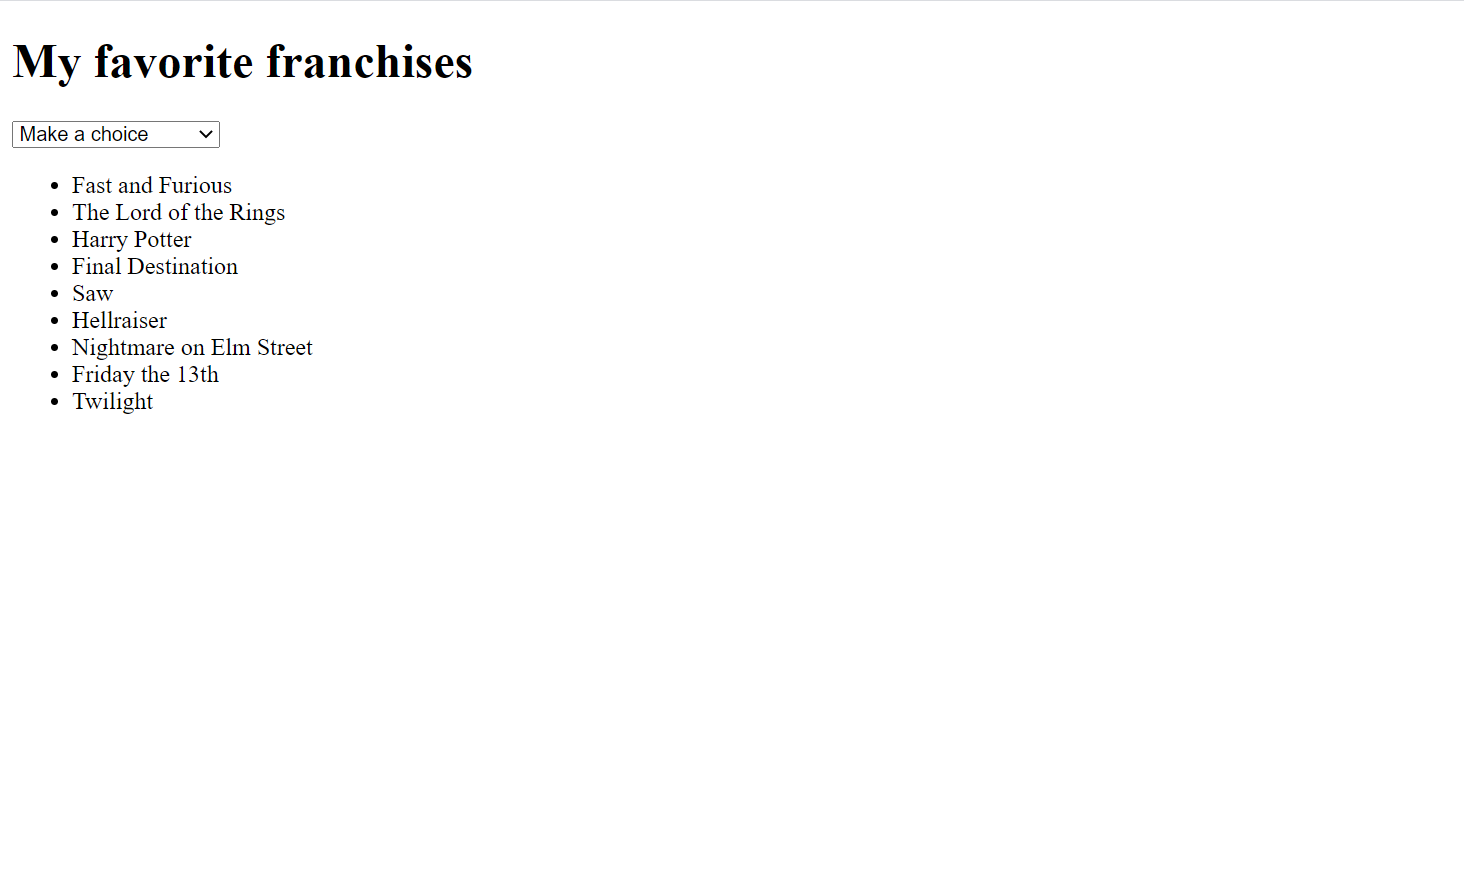 My favorite franchises
Make a choice
Fast and Furious
The Lord of the Rings
Harry Potter
Final Destination
Saw
Hellraiser
Nightmare on Elm Street
Friday the 13th
Twilight